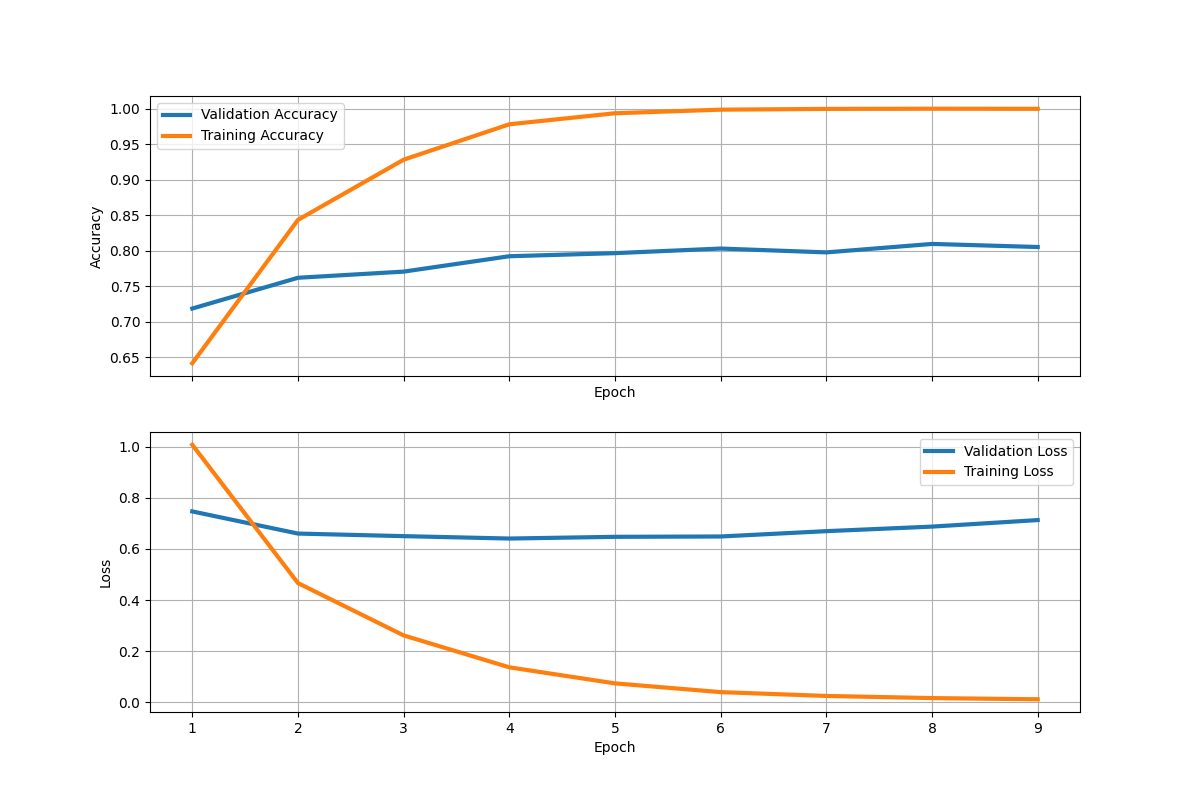 1.00
0.95
0.90
0.85
0.80
0.75
0.70
0.65
Accuracy
Validation Accuracy
Training Accuracy
Epoch
1.0
0.8
0.6
0.4
0.2
0.0
Loss
Validation Loss
Training Loss
1 2 3 4 5 6 7 8 9
Epoch